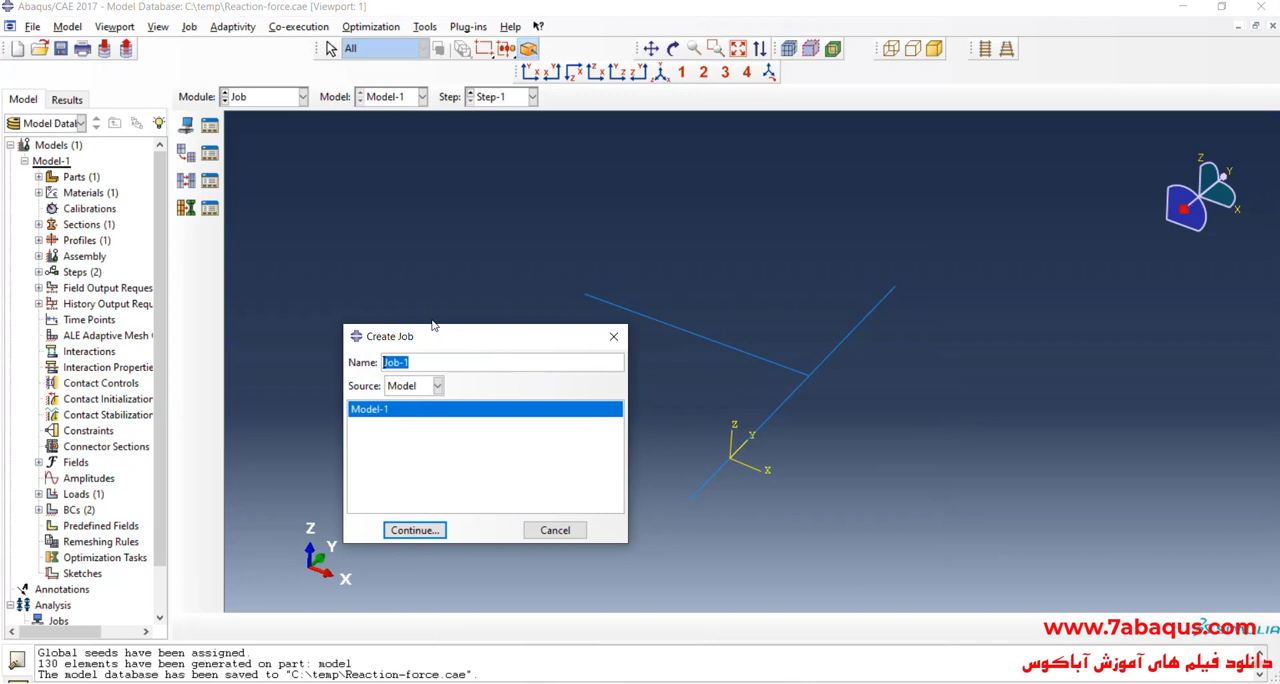 Abaqus/CAE 2017 - Model Database: C:\temp\Reaction-force.cae [Viewport: 1]
File Model Viewport View Job Adaptivity Co-execution Optimization Tools Plug-ins Help
All
1 2 3 4
Model Results
Module: Job Model: Model-1 Step: Step-1
Model Datal
Models (1)
Model-1
Parts (1)
Materials (1)
Calibrations
Sections (1)
Profiles (1)
Assembly
Steps (2)
Field Output Reques
History Output Requ
Time Points
ALE Adaptive Mesh
Interactions
Interaction Propertie
Contact Controls
Contact Initialization
Contact Stabilization
Constraints
Connector Sections
Fields
Amplitudes
Loads (1)
BCs (2)
Predefined Fields
Remeshing Rules
Optimization Tasks
Sketches
Annotations
Analysis
Jobs
Create Job
Name: Job-1
Source: Model
Model-1
Continue... Cancel
Z Y X
Z Y X
Z Y X
www.7abaqus.com
دانلود فیلم های آموزش آباکوس
Global seeds have been assigned.
130 elements have been generated on part: model
The model database has been saved to "C:\temp\Reaction-force.cae".